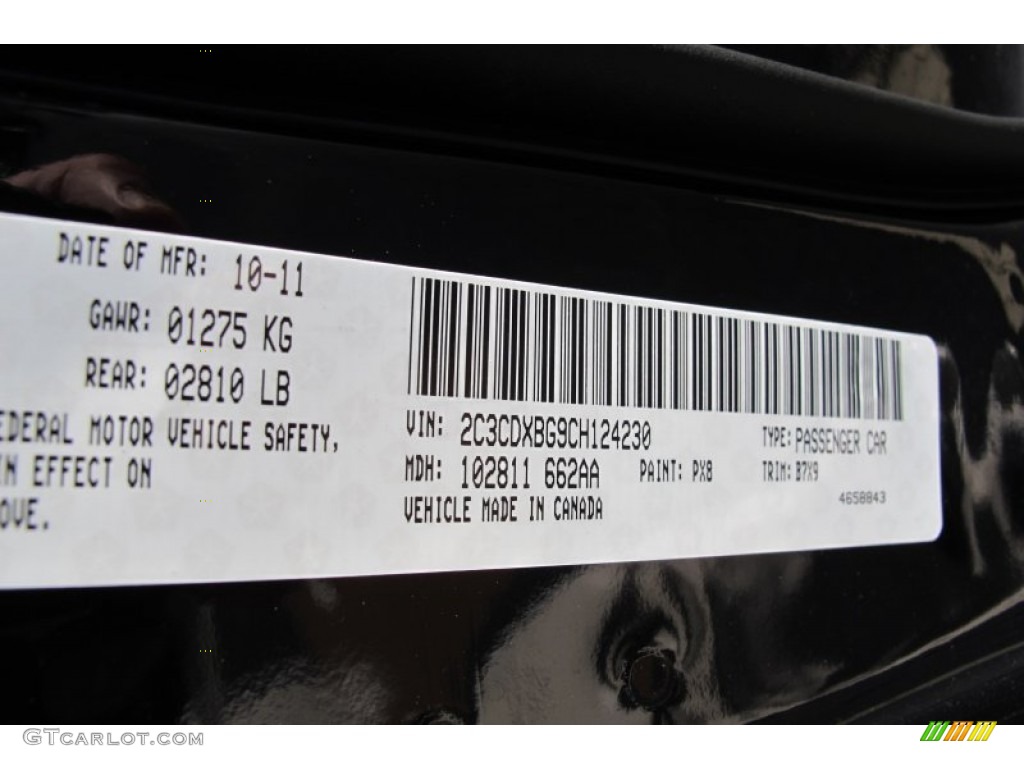 DATE OF MFR: 10-11
GAWR: 01275 KG
REAR: 02810 LB
EDERAL MOTOR VEHICLE SAFETY,
EFFECT ON
OVE.
VIN: 2C3CDXBG9CH124230
TYPE: PASSENGER CAR
MDH: 102811 662AA
PAINT: PX8
TRIM: B7X9
VEHICLE MADE IN CANADA
4658843
GTCARLOT.COM